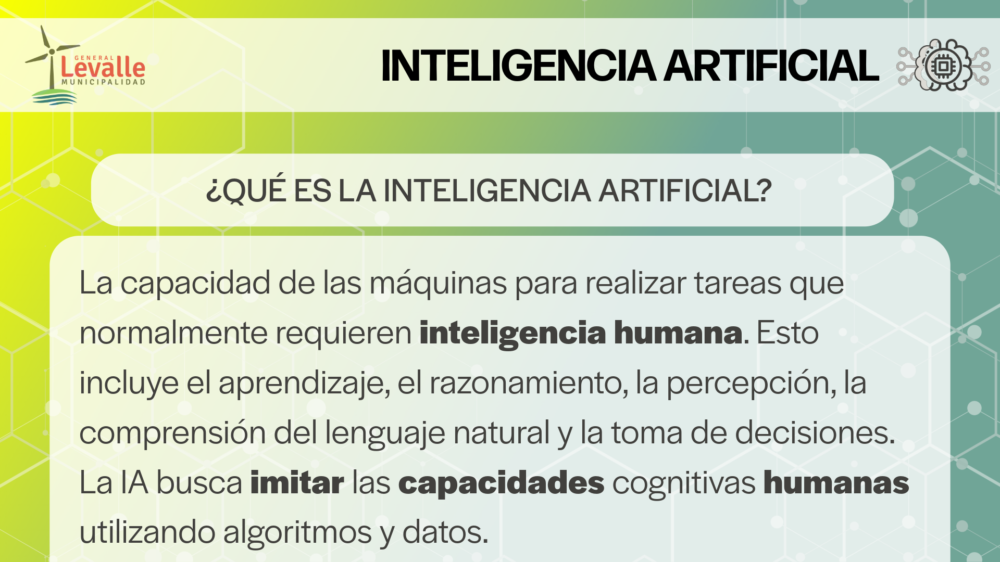 GENERAL
Levalle
MUNICIPALIDAD
INTELIGENCIA ARTIFICIAL
¿QUÉ ES LA INTELIGENCIA ARTIFICIAL?
La capacidad de las máquinas para realizar tareas que
normalmente requieren inteligencia humana. Esto
incluye el aprendizaje, el razonamiento, la percepción, la
comprensión del lenguaje natural y la toma de decisiones.
La IA busca imitar las capacidades cognitivas humanas
utilizando algoritmos y datos.